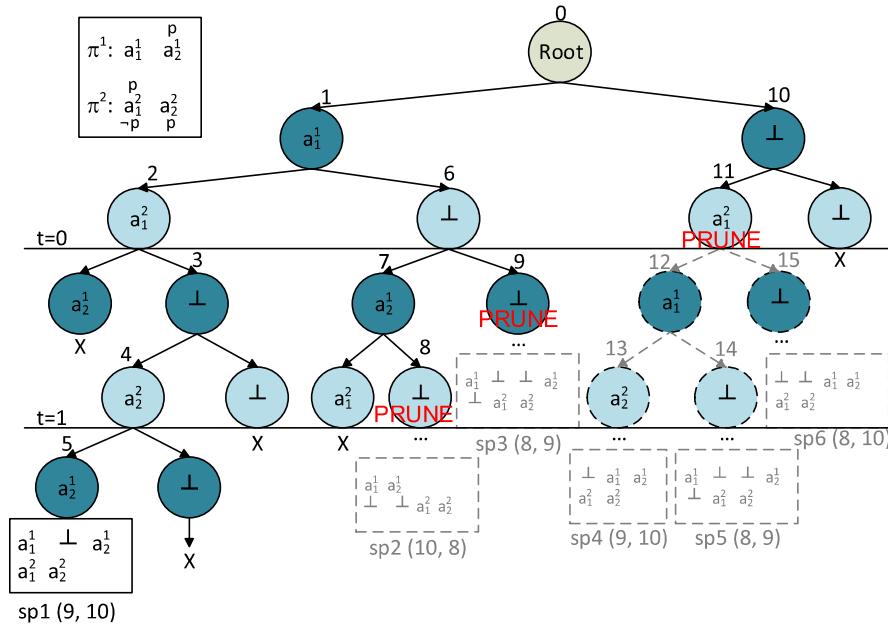 0
Root
p
π¹: a₁¹ a₂¹
p
π²: a₁² a₂²
¬p p
1
10
a₁¹
⊥
2
6
11
a₁²
⊥
a₁²
⊥
t=0
PRUNE
X
3
7
9
12
15
a₂¹
⊥
a₂¹
⊥
a₁¹
⊥
PRUNE
X
...
...
4
8
13
14
a₂²
⊥
a₁²
⊥
a₂²
⊥
PRUNE
a₁¹ ⊥ ⊥ a₂¹
⊥ a₁² a₂²
⊥ ⊥ a₁¹ a₂¹
a₁² a₂²
t=1
X
X
...
sp3 (8, 9)
...
...
sp6 (8, 10)
5
a₂¹
⊥
a₁¹ a₂¹
⊥ ⊥ a₁² a₂²
⊥ a₁¹ a₂¹
a₁² a₂²
a₁¹ ⊥ ⊥ a₂¹
⊥ a₁² a₂²
sp2 (10, 8)
sp4 (9, 10)
sp5 (8, 9)
a₁¹ ⊥ a₂¹
a₁² a₂²
X
sp1 (9, 10)